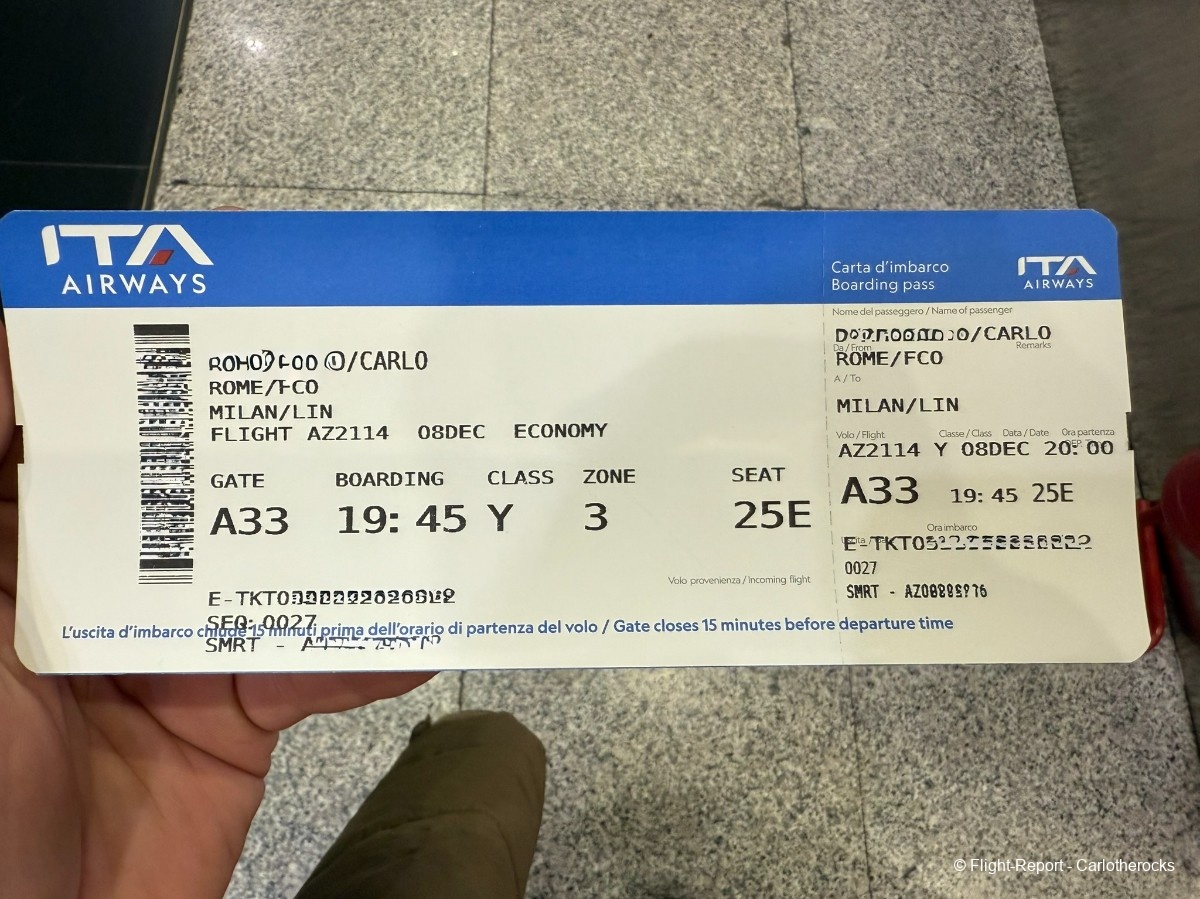 ITA
AIRWAYS
/CARLO
ROME/FCO
MILAN/LIN
FLIGHT AZ2114 08DEC ECONOMY
GATE BOARDING CLASS ZONE SEAT
A33 19:45 Y 3 25E
Volo provenienza / Incoming flight
E-TKT
SEQ: 0027
L'uscita d'imbarco chiude 15 minuti prima dell'orario di partenza del volo / Gate closes 15 minutes before departure time
SMRT -
Carta d'imbarco
Boarding pass
ITA
AIRWAYS
Nome del passeggero / Name of passenger
/CARLO
Da / From
Remarks
ROME/FCO
A / To
MILAN/LIN
Volo / Flight Classe / Class Data / Date Ora partenza
AZ2114 Y 08DEC 20:00
A33 19:45 25E
Ora imbarco
E-TKT
0027
SMRT -
© Flight-Report - Carlotherocks